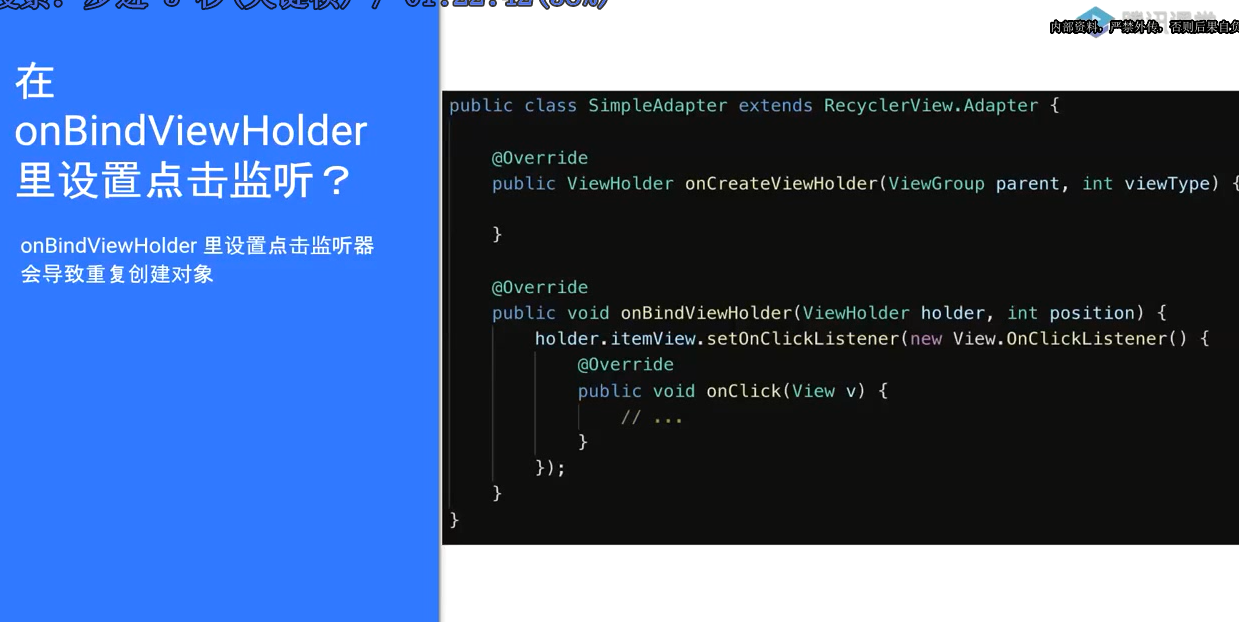 内部资料，严禁外传，否则后果自负
在
onBindViewHolder
里设置点击监听？
onBindViewHolder 里设置点击监听器
会导致重复创建对象
public class SimpleAdapter extends RecyclerView.Adapter {
@Override
public ViewHolder onCreateViewHolder(ViewGroup parent, int viewType) {
}
@Override
public void onBindViewHolder(ViewHolder holder, int position) {
holder.itemView.setOnClickListener(new View.OnClickListener() {
@Override
public void onClick(View v) {
// ...
}
});
}
}